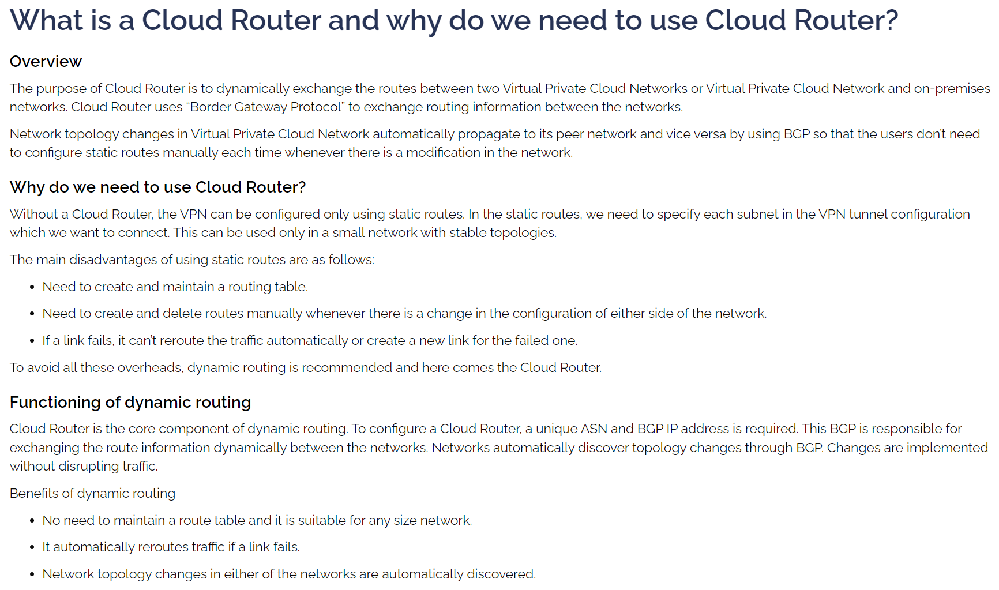 What is a Cloud Router and why do we need to use Cloud Router?
Overview
The purpose of Cloud Router is to dynamically exchange the routes between two Virtual Private Cloud Networks or Virtual Private Cloud Network and on-premises
networks. Cloud Router uses “Border Gateway Protocol” to exchange routing information between the networks.
Network topology changes in Virtual Private Cloud Network automatically propagate to its peer network and vice versa by using BGP so that the users don’t need
to configure static routes manually each time whenever there is a modification in the network.
Why do we need to use Cloud Router?
Without a Cloud Router, the VPN can be configured only using static routes. In the static routes, we need to specify each subnet in the VPN tunnel configuration
which we want to connect. This can be used only in a small network with stable topologies.
The main disadvantages of using static routes are as follows:
• Need to create and maintain a routing table.
• Need to create and delete routes manually whenever there is a change in the configuration of either side of the network.
• If a link fails, it can’t reroute the traffic automatically or create a new link for the failed one.
To avoid all these overheads, dynamic routing is recommended and here comes the Cloud Router.
Functioning of dynamic routing
Cloud Router is the core component of dynamic routing. To configure a Cloud Router, a unique ASN and BGP IP address is required. This BGP is responsible for
exchanging the route information dynamically between the networks. Networks automatically discover topology changes through BGP. Changes are implemented
without disrupting traffic.
Benefits of dynamic routing
• No need to maintain a route table and it is suitable for any size network.
• It automatically reroutes traffic if a link fails.
• Network topology changes in either of the networks are automatically discovered.